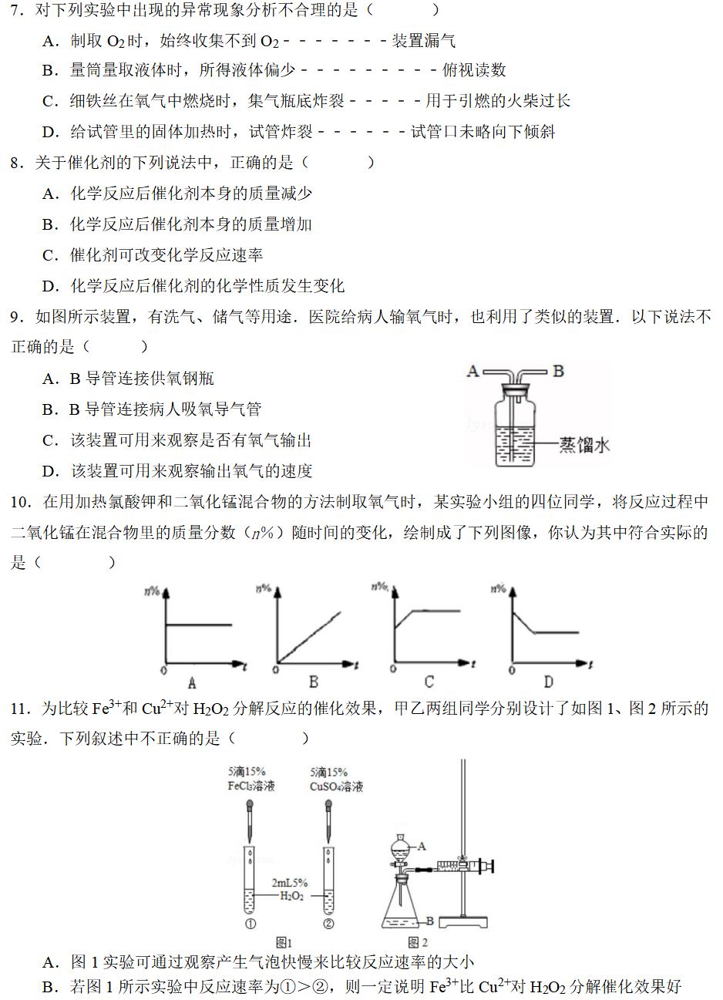 7．对下列实验中出现的异常现象分析不合理的是（　　　）
A．制取 O₂时，始终收集不到 O₂-------装置漏气
B．量筒量取液体时，所得液体偏少---------俯视读数
C．细铁丝在氧气中燃烧时，集气瓶底炸裂-----用于引燃的火柴过长
D．给试管里的固体加热时，试管炸裂------试管口未略向下倾斜
8．关于催化剂的下列说法中，正确的是（　　　）
A．化学反应后催化剂本身的质量减少
B．化学反应后催化剂本身的质量增加
C．催化剂可改变化学反应速率
D．化学反应后催化剂的化学性质发生变化
9．如图所示装置，有洗气、储气等用途．医院给病人输氧气时，也利用了类似的装置．以下说法不
正确的是（　　　）
A．B 导管连接供氧钢瓶
B．B 导管连接病人吸氧导气管
C．该装置可用来观察是否有氧气输出
D．该装置可用来观察输出氧气的速度
A B
蒸馏水
10．在用加热氯酸钾和二氧化锰混合物的方法制取氧气时，某实验小组的四位同学，将反应过程中
二氧化锰在混合物里的质量分数（n%）随时间的变化，绘制成了下列图像，你认为其中符合实际的
是（　　　）
n% n% n% n%
0 t 0 t 0 t 0 t
A B C D
11．为比较 Fe³⁺和 Cu²⁺对 H₂O₂ 分解反应的催化效果，甲乙两组同学分别设计了如图 1、图 2 所示的
实验．下列叙述中不正确的是（　　　）
5滴15% 5滴15%
FeCl₃溶液 CuSO₄溶液
A
2mL5%
H₂O₂
① ② B
图1 图 2
A．图 1 实验可通过观察产生气泡快慢来比较反应速率的大小
B．若图 1 所示实验中反应速率为①＞②，则一定说明 Fe³⁺比 Cu²⁺对 H₂O₂ 分解催化效果好